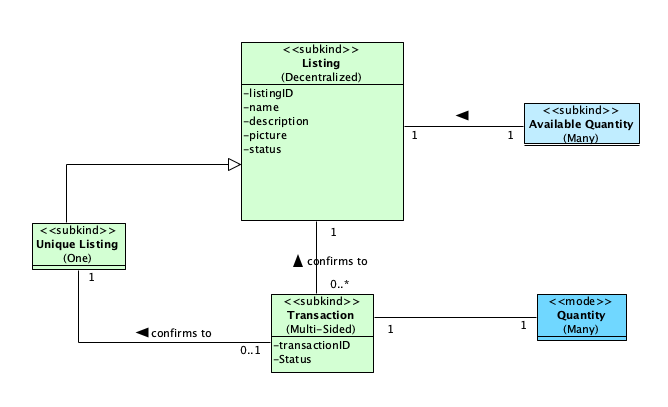 <<subkind>>
Listing
(Decentralized)
-listingID
-name
-description
-picture
-status
<<subkind>>
Available Quantity
(Many)
1
1
<<subkind>>
Unique Listing
(One)
1
1
confirms to
0..*
<<subkind>>
Transaction
(Multi-Sided)
-transactionID
-Status
confirms to
0..1
1
1
<<mode>>
Quantity
(Many)